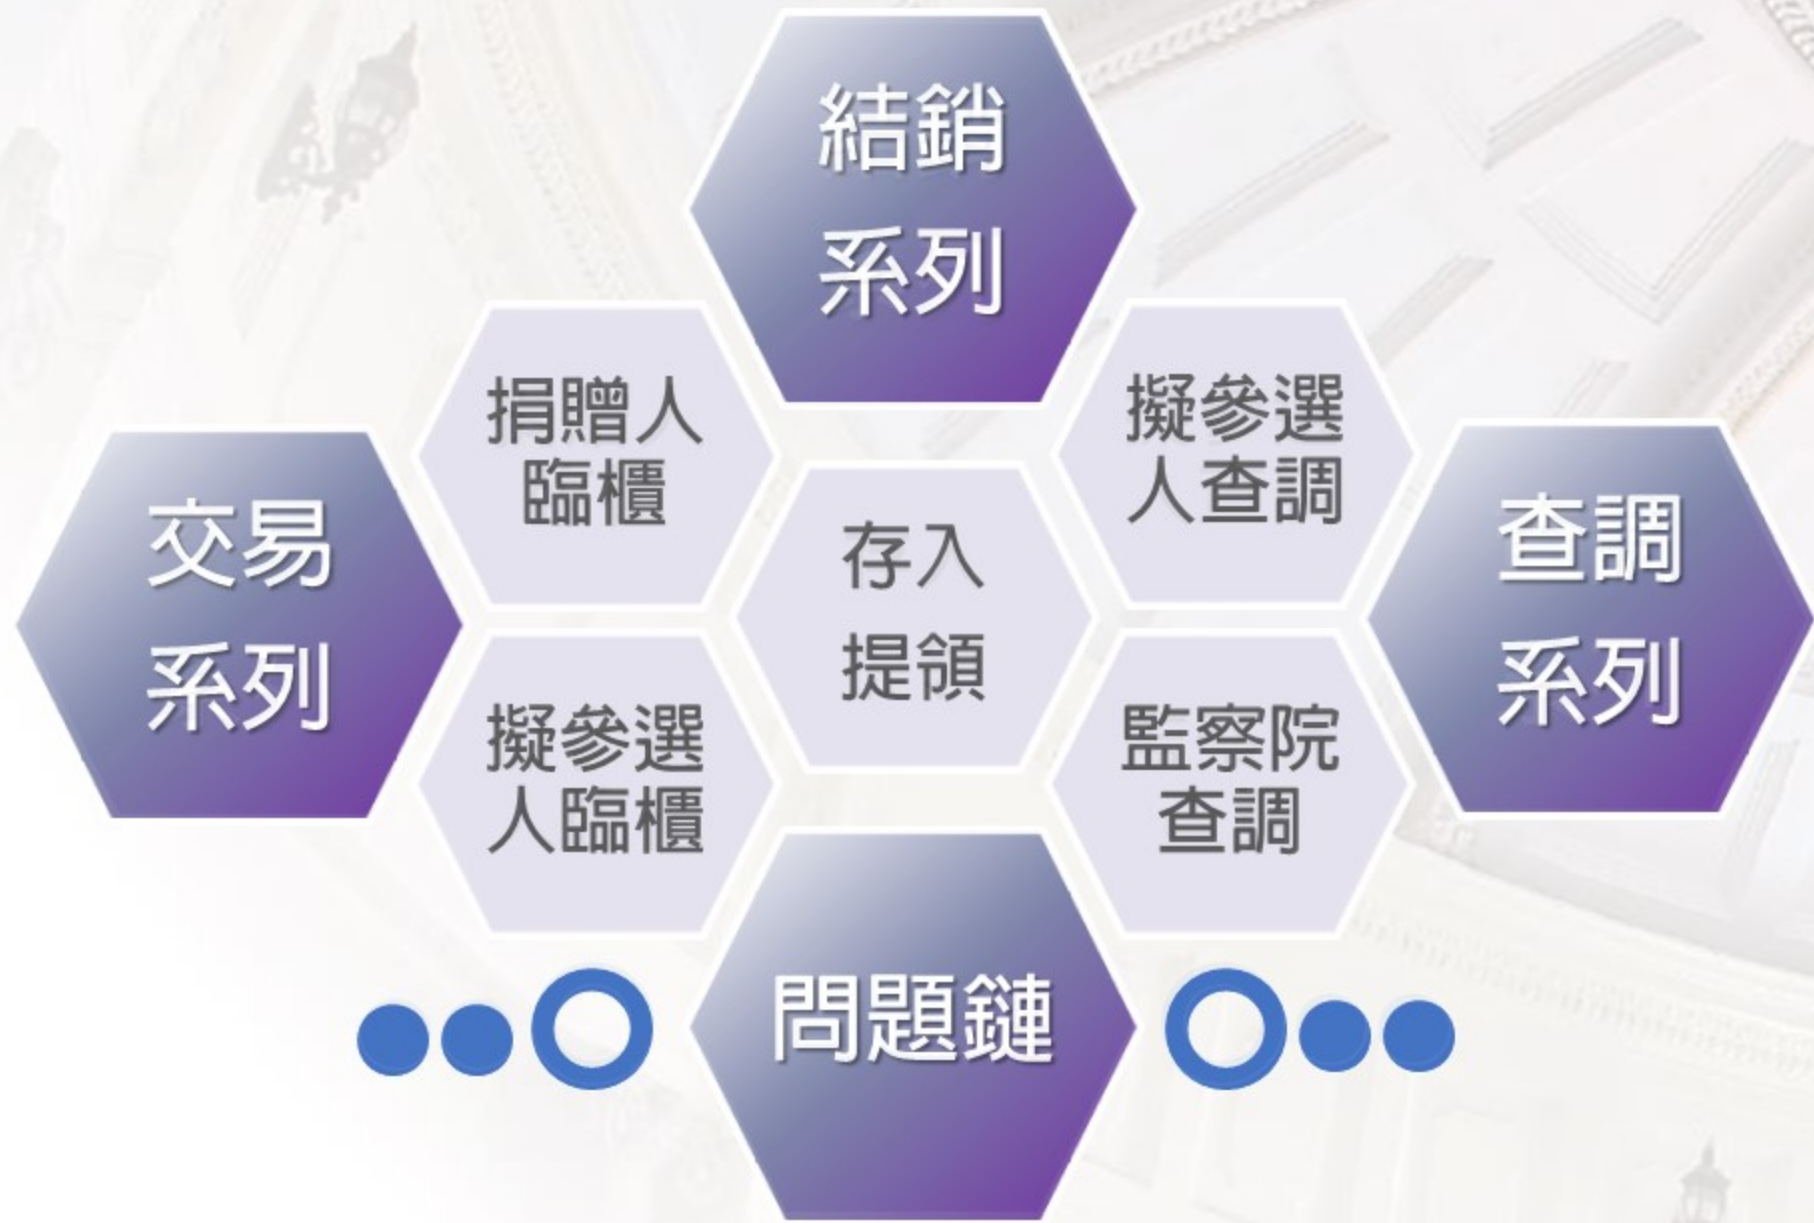 結銷
系列
捐贈人
臨櫃
擬參選
人查調
交易
系列
存入
提領
查調
系列
擬參選
人臨櫃
監察院
查調
問題鏈